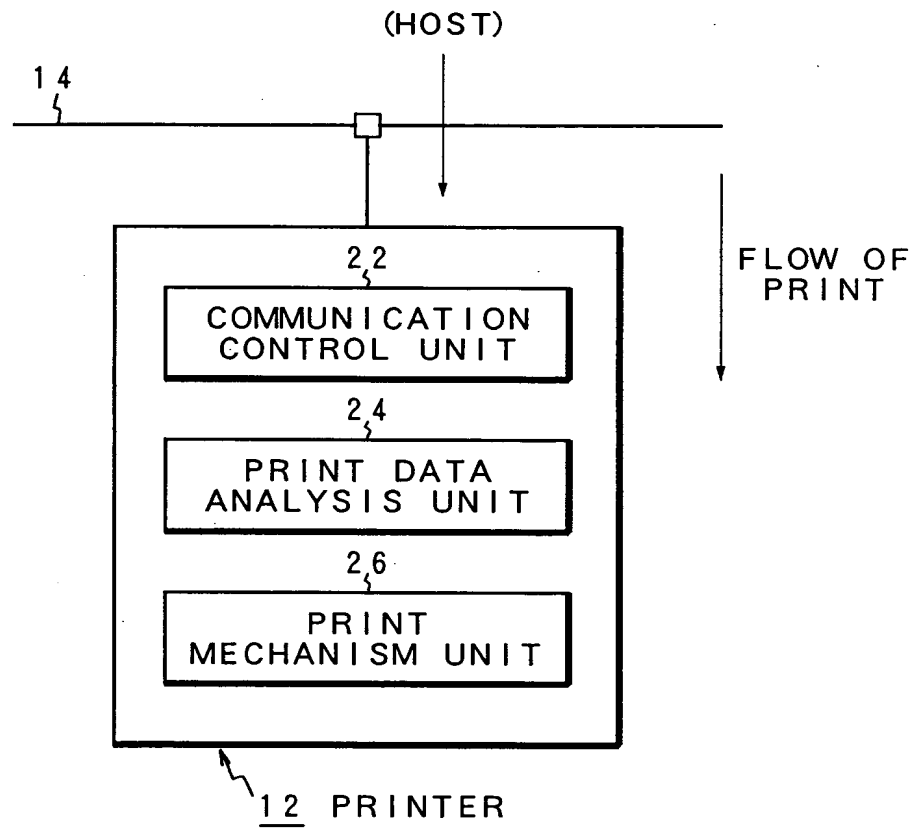 (HOST)
14
FLOW OF
PRINT
22
COMMUNICATION
CONTROL UNIT
24
PRINT DATA
ANALYSIS UNIT
26
PRINT
MECHANISM UNIT
12 PRINTER